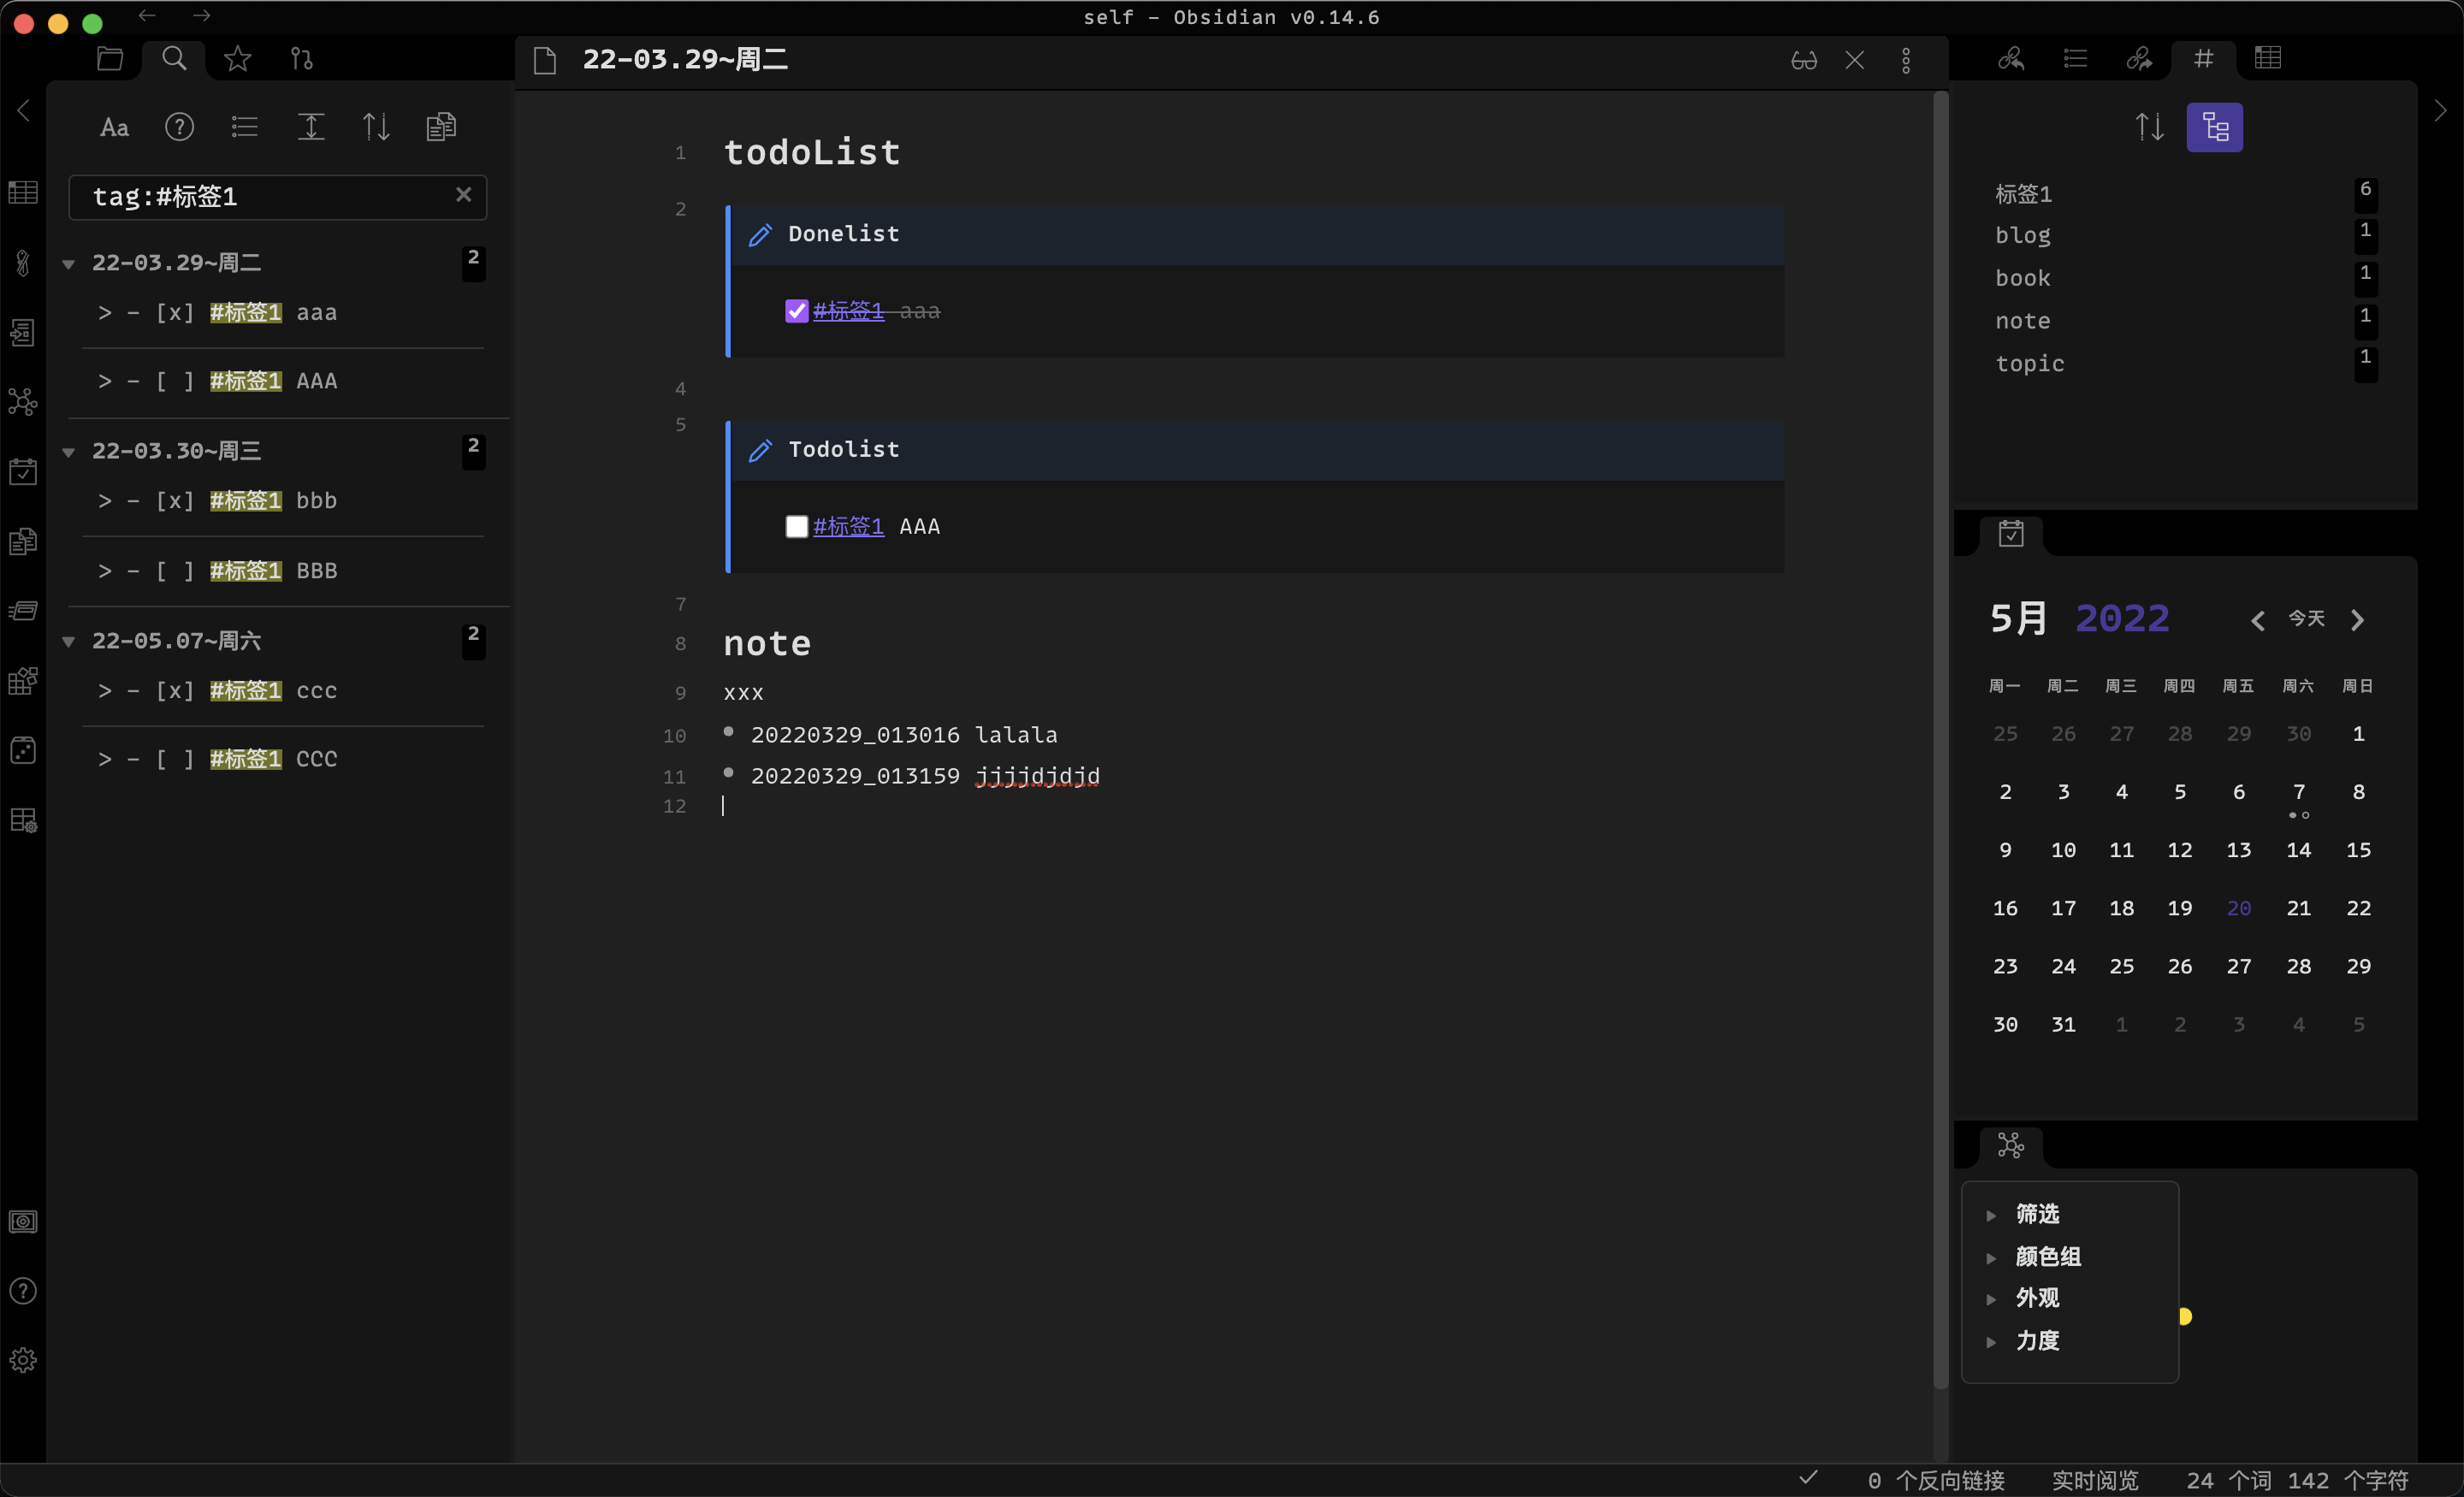 self - Obsidian v0.14.6
22-03.29~周二
Aa
tag:#标签1
22-03.29~周二 2
> - [x] #标签1 aaa
> - [ ] #标签1 AAA
22-03.30~周三 2
> - [x] #标签1 bbb
> - [ ] #标签1 BBB
22-05.07~周六 2
> - [x] #标签1 ccc
> - [ ] #标签1 CCC
1 todoList
2 Donelist
#标签1 aaa
4
5 Todolist
#标签1 AAA
7
8 note
9 xxx
10 20220329_013016 lalala
11 20220329_013159 jjjjdjdjd
12
标签1 6
blog 1
book 1
note 1
topic 1
5月 2022 今天
周一 周二 周三 周四 周五 周六 周日
25 26 27 28 29 30 1
2 3 4 5 6 7 8
9 10 11 12 13 14 15
16 17 18 19 20 21 22
23 24 25 26 27 28 29
30 31 1 2 3 4 5
筛选
颜色组
外观
力度
0 个反向链接 实时阅览 24 个词 142 个字符